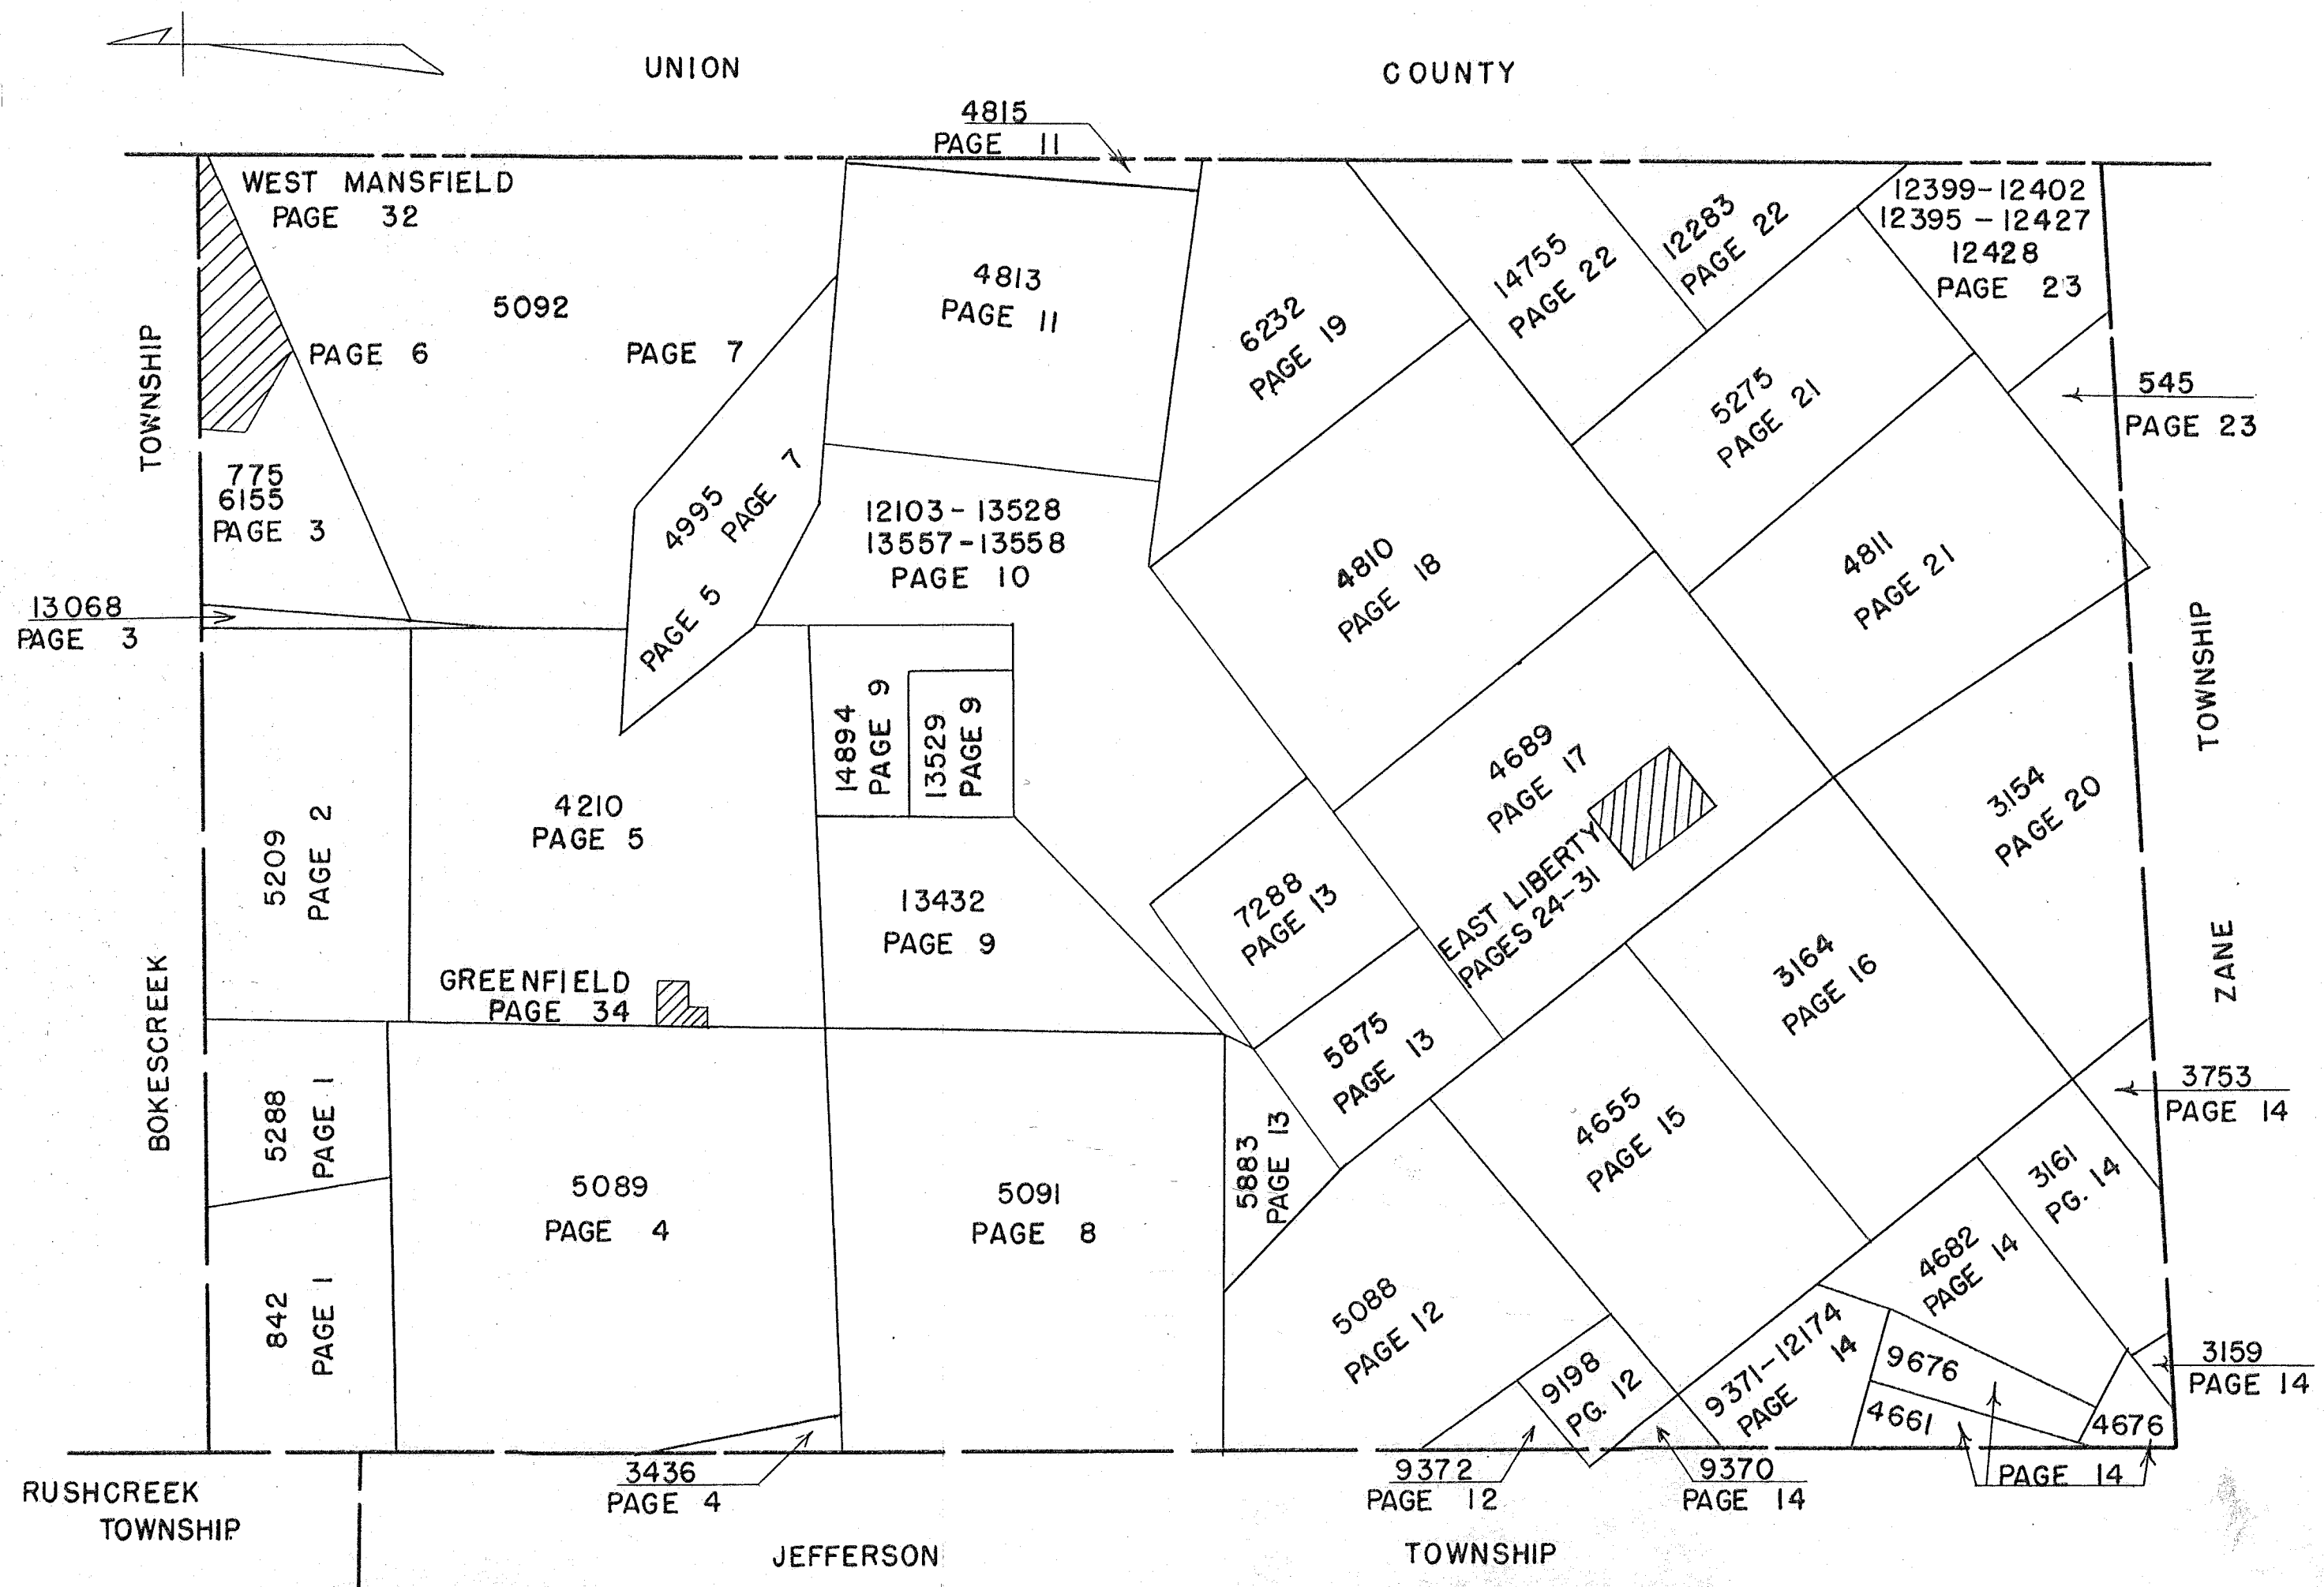 UNION COUNTY
4815
PAGE 11
WEST MANSFIELD
PAGE 32
5092
PAGE 6
PAGE 7
4813
PAGE 11
6232
PAGE 19
14755
PAGE 22
12283
PAGE 22
12399-12402
12395-12427
12428
PAGE 23
545
PAGE 23
5275
PAGE 21
TOWNSHIP
775
6155
PAGE 3
4995
PAGE 7
PAGE 5
12103-13528
13557-13558
PAGE 10
4810
PAGE 18
4811
PAGE 21
13068
PAGE 3
TOWNSHIP
14894
PAGE 9
13529
PAGE 9
4689
PAGE 17
3154
PAGE 20
5209
PAGE 2
4210
PAGE 5
13432
PAGE 9
7288
PAGE 13
EAST LIBERTY
PAGES 24-31
3164
PAGE 16
ZANE
GREENFIELD
PAGE 34
BOKESCREEK
5288
PAGE 1
5875
PAGE 13
4655
PAGE 15
3753
PAGE 14
5883
PAGE 13
3161
PG. 14
5089
PAGE 4
5091
PAGE 8
4682
PAGE 14
842
PAGE 1
5088
PAGE 12
9198
PG. 12
9371-12174
PAGE 14
9676
4661
4676
3159
PAGE 14
3436
PAGE 4
9372
PAGE 12
9370
PAGE 14
PAGE 14
RUSHCREEK
TOWNSHIP
JEFFERSON TOWNSHIP